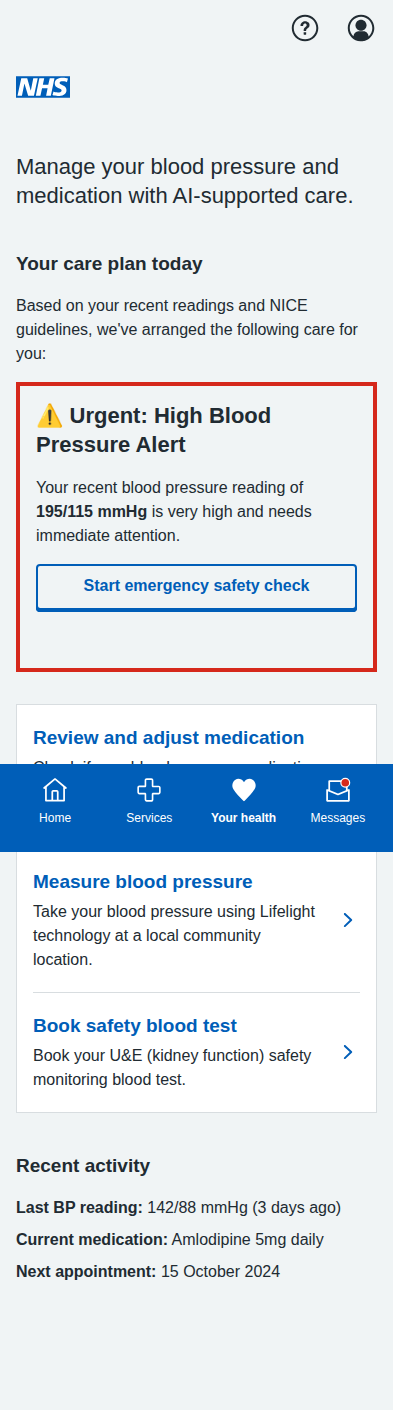 NHS
Manage your blood pressure and
medication with AI-supported care.
Your care plan today
Based on your recent readings and NICE
guidelines, we've arranged the following care for
you:
⚠️ Urgent: High Blood
Pressure Alert
Your recent blood pressure reading of
195/115 mmHg is very high and needs
immediate attention.
Start emergency safety check
Review and adjust medication
Home Services Your health Messages
Measure blood pressure
Take your blood pressure using Lifelight
technology at a local community
location.
Book safety blood test
Book your U&E (kidney function) safety
monitoring blood test.
Recent activity
Last BP reading: 142/88 mmHg (3 days ago)
Current medication: Amlodipine 5mg daily
Next appointment: 15 October 2024